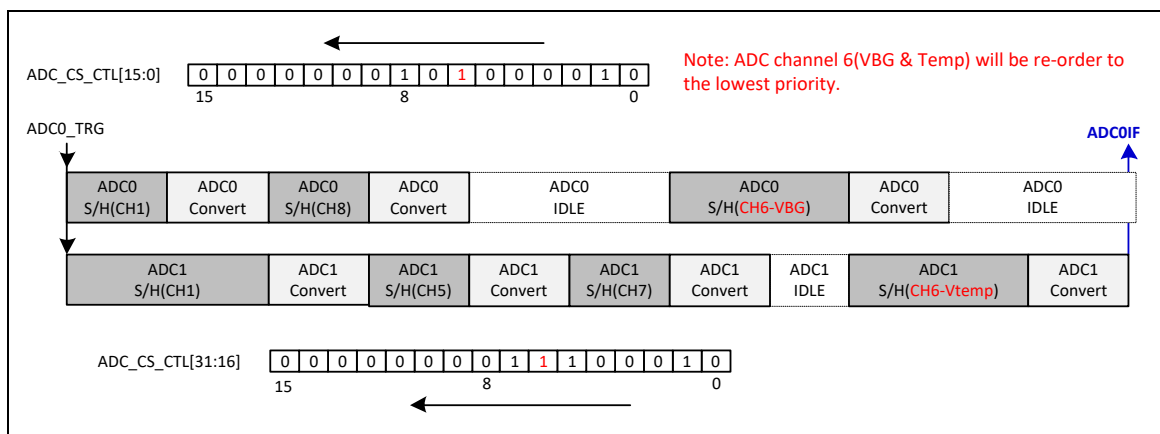 ADC_CS_CTL[15:0] 0 0 0 0 0 0 0 1 0 1 0 0 0 0 1 0
15 8 0
Note: ADC channel 6(VBG & Temp) will be re-order to
the lowest priority.
ADC0_TRG
ADC0IF
ADC0 ADC0 ADC0 ADC0 ADC0 ADC0 ADC0 ADC0
S/H(CH1) Convert S/H(CH8) Convert IDLE S/H(CH6-VBG) Convert IDLE
ADC1 ADC1 ADC1 ADC1 ADC1 ADC1 ADC1 ADC1 ADC1
S/H(CH1) Convert S/H(CH5) Convert S/H(CH7) Convert IDLE S/H(CH6-Vtemp) Convert
ADC_CS_CTL[31:16] 0 0 0 0 0 0 0 0 1 1 1 0 0 0 1 0
15 8 0